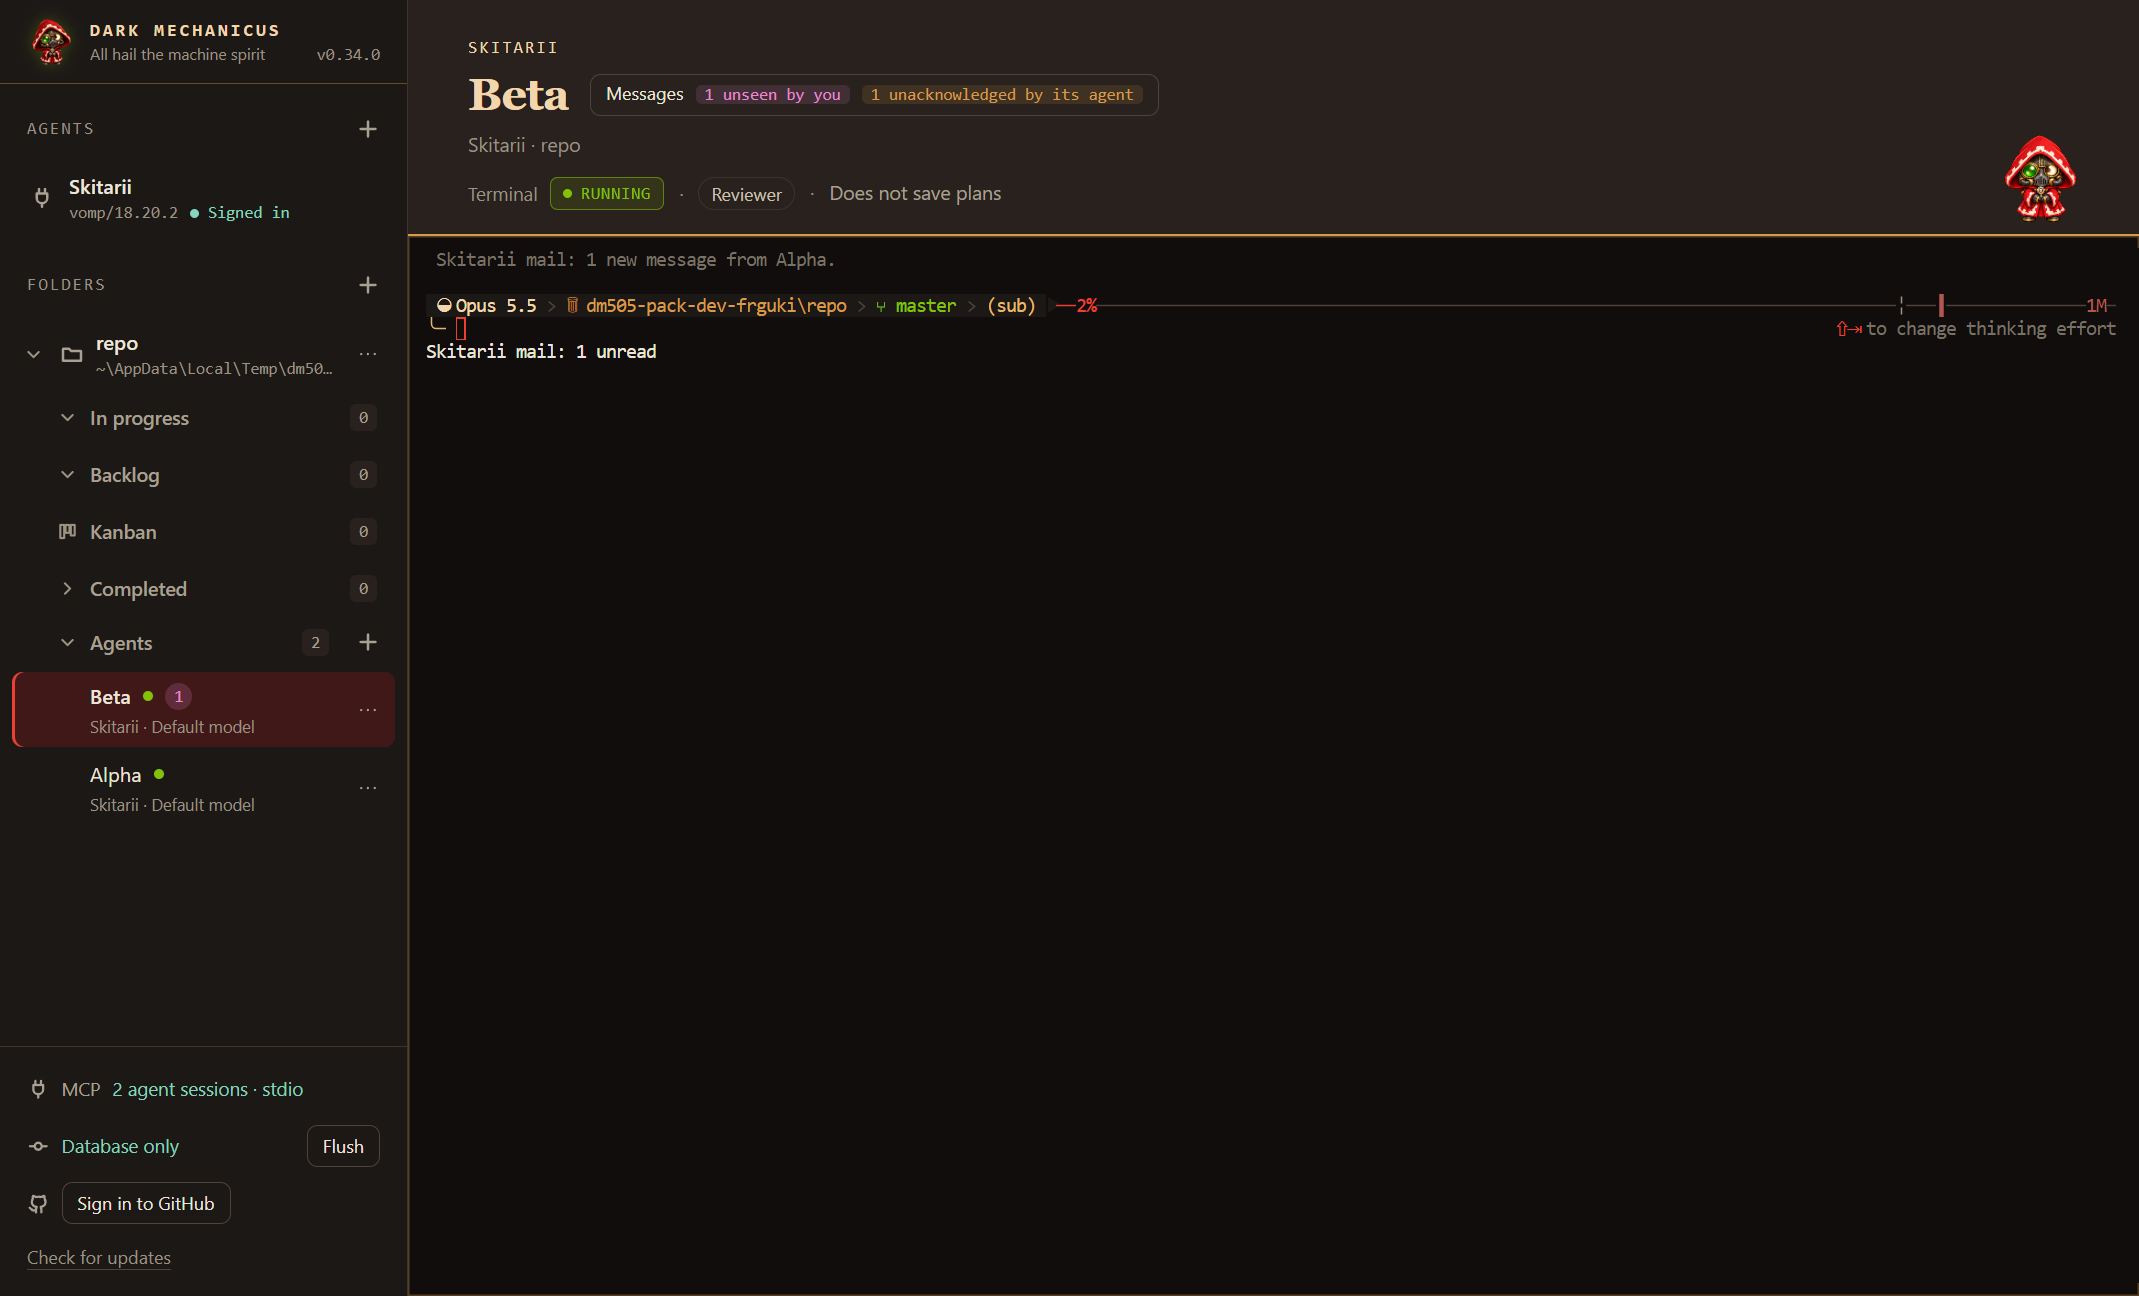 DARK MECHANICUS
All hail the machine spirit v0.34.0
AGENTS
Skitarii
vomp/18.20.2 Signed in
FOLDERS
repo
~\AppData\Local\Temp\dm50…
In progress 0
Backlog 0
Kanban 0
Completed 0
Agents 2
Beta 1
Skitarii · Default model
Alpha
Skitarii · Default model
MCP 2 agent sessions · stdio
Database only Flush
Sign in to GitHub
Check for updates
SKITARII
Beta Messages 1 unseen by you 1 unacknowledged by its agent
Skitarii · repo
Terminal RUNNING · Reviewer · Does not save plans
Skitarii mail: 1 new message from Alpha.
Opus 5.5 > dm505-pack-dev-frguki\repo > master > (sub) 2% 1M
to change thinking effort
Skitarii mail: 1 unread